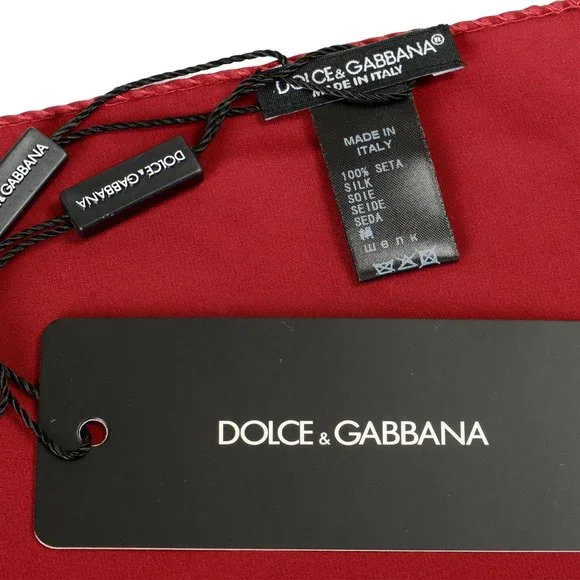 DOLCE & GABBANA®
MADE IN ITALY
DOLCE & GABBANA
DOLCE & GABBANA
MADE IN
ITALY
100% SETA
SILK
SOIE
SEIDE
SEDA
絹
шелк
DOLCE & GABBANA